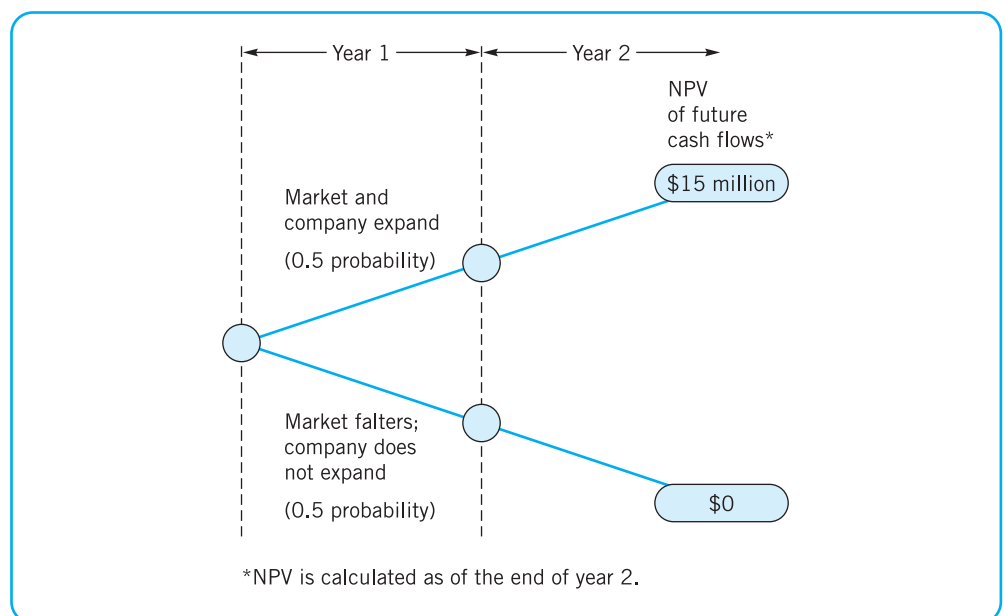 Year 1
Year 2
NPV
of future
cash flows*
$15 million
Market and
company expand
(0.5 probability)
Market falters;
company does
not expand
(0.5 probability)
$0
*NPV is calculated as of the end of year 2.